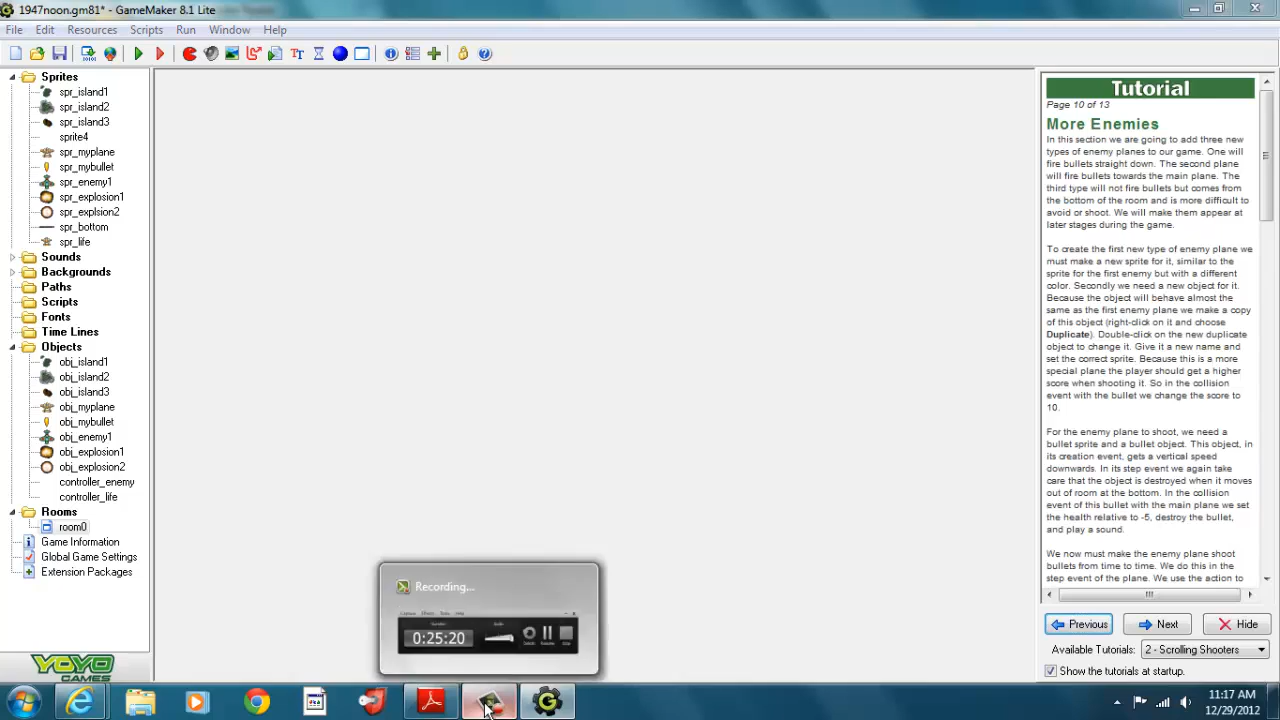 1947noon.gm81* - GameMaker 8.1 Lite
File Edit Resources Scripts Run Window Help
Sprites
spr_island1
spr_island2
spr_island3
sprite4
spr_myplane
spr_mybullet
spr_enemy1
spr_explosion1
spr_explsion2
spr_bottom
spr_life
Sounds
Backgrounds
Paths
Scripts
Fonts
Time Lines
Objects
obj_island1
obj_island2
obj_island3
obj_myplane
obj_mybullet
obj_enemy1
obj_explosion1
obj_explosion2
controller_enemy
controller_life
Rooms
room0
Game Information
Global Game Settings
Extension Packages
YOYO
GAMES
Recording...
0:25:20
Tutorial
Page 10 of 13
More Enemies
In this section we are going to add three new
types of enemy planes to our game. One will
fire bullets straight down. The second plane
will fire bullets towards the main plane. The
third type will not fire bullets but comes from
the bottom of the room and is more difficult to
avoid or shoot. We will make them appear at
later stages during the game.
To create the first new type of enemy plane we
must make a new sprite for it, similar to the
sprite for the first enemy but with a different
color. Secondly we need a new object for it.
Because the object will behave almost the
same as the first enemy plane we make a copy
of this object (right-click on it and choose
Duplicate). Double-click on the new duplicate
object to change it. Give it a new name and
set the correct sprite. Because this is a more
special plane the player should get a higher
score when shooting it. So in the collision
event with the bullet we change the score to
10.
For the enemy plane to shoot, we need a
bullet sprite and a bullet object. This object, in
its creation event, gets a vertical speed
downwards. In its step event we again take
care that the object is destroyed when it moves
out of room at the bottom. In the collision
event of this bullet with the main plane we set
the health relative to -5, destroy the bullet,
and play a sound.
We now must make the enemy plane shoot
bullets from time to time. We do this in the
step event of the plane. We use the action to
Previous Next Hide
Available Tutorials: 2 - Scrolling Shooters
Show the tutorials at startup.
11:17 AM
12/29/2012